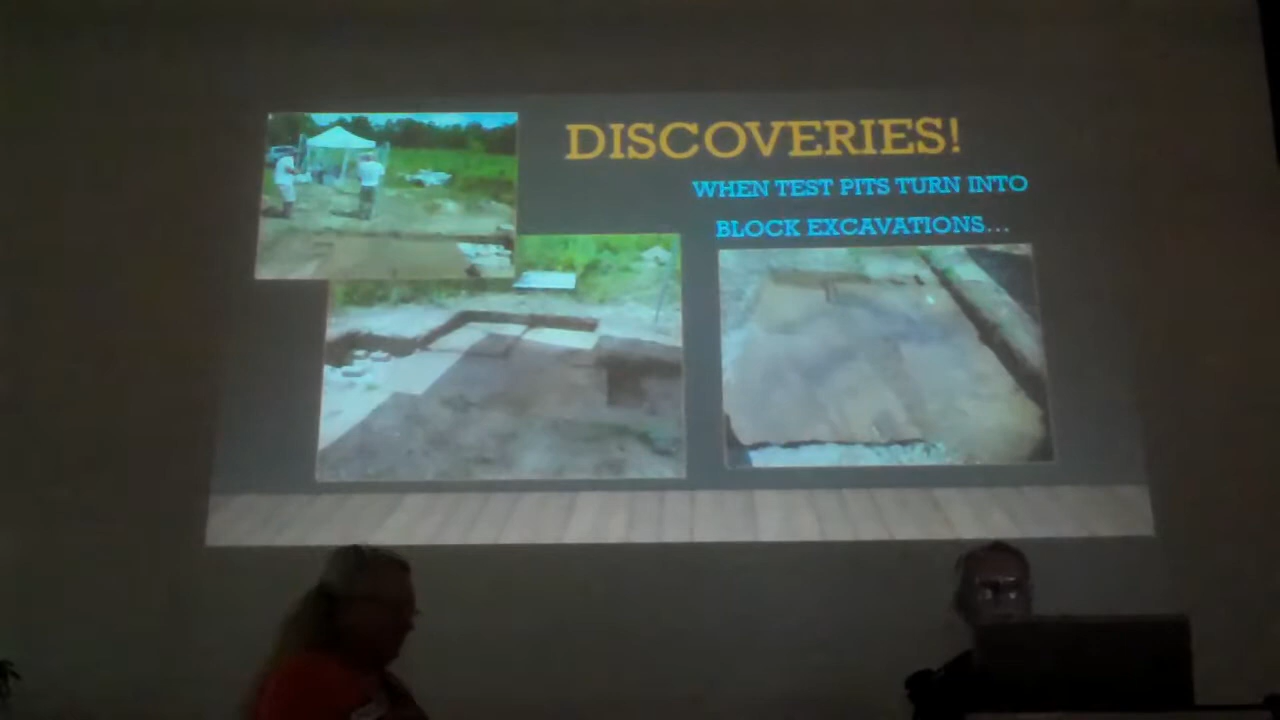 DISCOVERIES!
WHEN TEST PITS TURN INTO
BLOCK EXCAVATIONS...